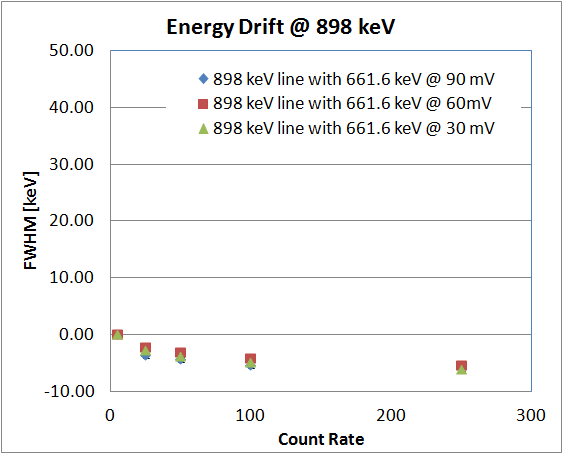 Energy Drift @ 898 keV
50.00
40.00
30.00
20.00
10.00
0.00
-10.00
FWHM [keV]
898 keV line with 661.6 keV @ 90 mV
898 keV line with 661.6 keV @ 60mV
898 keV line with 661.6 keV @ 30 mV
0
100
200
300
Count Rate